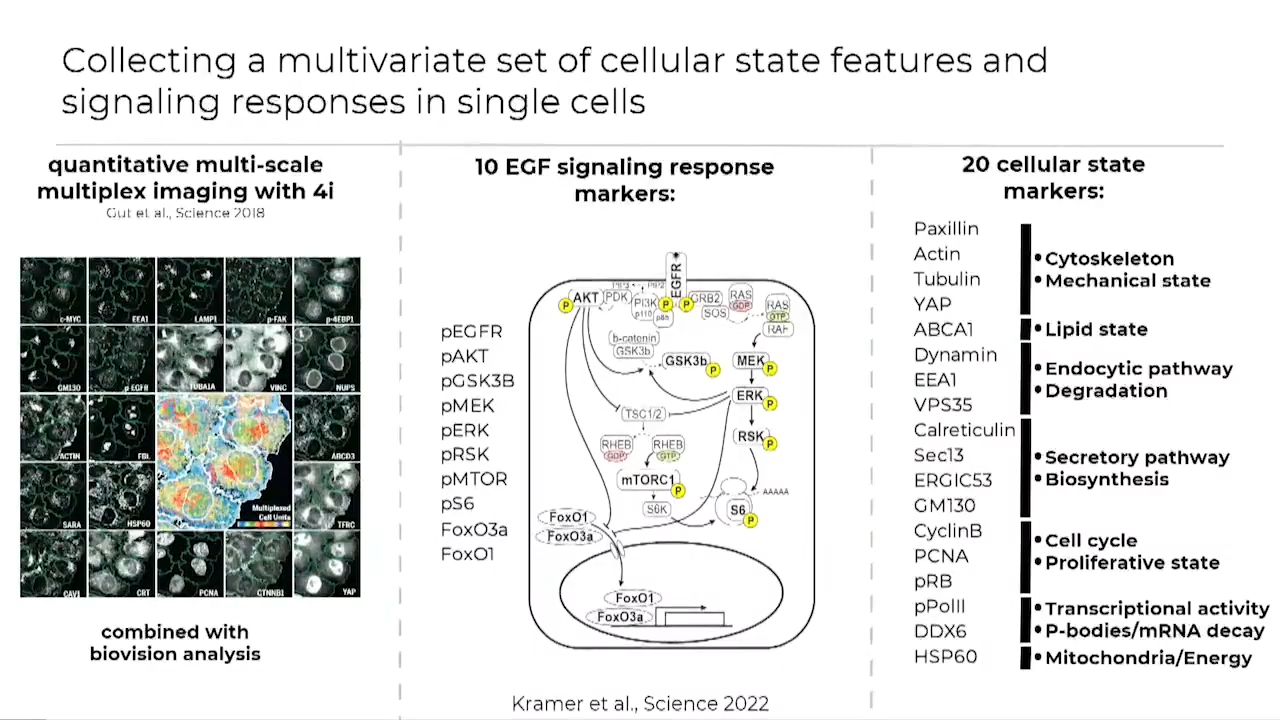 Collecting a multivariate set of cellular state features and
signaling responses in single cells
quantitative multi-scale
multiplex imaging with 4i
Gut et al., Science 2018
c-MYC
EEA1
LAMP1
p-FAK
p-4EBP1
GM130
p EGFR
TUBA1A
VINC
NUPS
ACTIN
FBL
ABCD3
SARA
HSP60
Multiplexed
Cell Units
TFRC
CAV1
CRT
PCNA
CTNNB1
YAP
combined with
biovision analysis
10 EGF signaling response
markers:
pEGFR
pAKT
pGSK3B
pMEK
pERK
pRSK
pMTOR
pS6
FoxO3a
FoxO1
EGFR
AKT
P
PDK
PIP3
PIP2
PI3K
p110
p85
P
P
GRB2
SOS
RAS
GDP
RAS
GTP
RAF
b-catenin
GSK3b
GSK3b
P
MEK
P
ERK
P
RSK
P
TSC1/2
RHEB
GDP
RHEB
GTP
mTORC1
P
S6K
AAAAA
S6
P
FoxO1
FoxO3a
FoxO1
FoxO3a
Kramer et al., Science 2022
20 cellular state
markers:
Paxillin
Actin
Tubulin
YAP
• Cytoskeleton
• Mechanical state
ABCA1
• Lipid state
Dynamin
EEA1
VPS35
• Endocytic pathway
• Degradation
Calreticulin
Sec13
ERGIC53
GM130
• Secretory pathway
• Biosynthesis
CyclinB
PCNA
pRB
• Cell cycle
• Proliferative state
pPolII
DDX6
• Transcriptional activity
• P-bodies/mRNA decay
HSP60
• Mitochondria/Energy